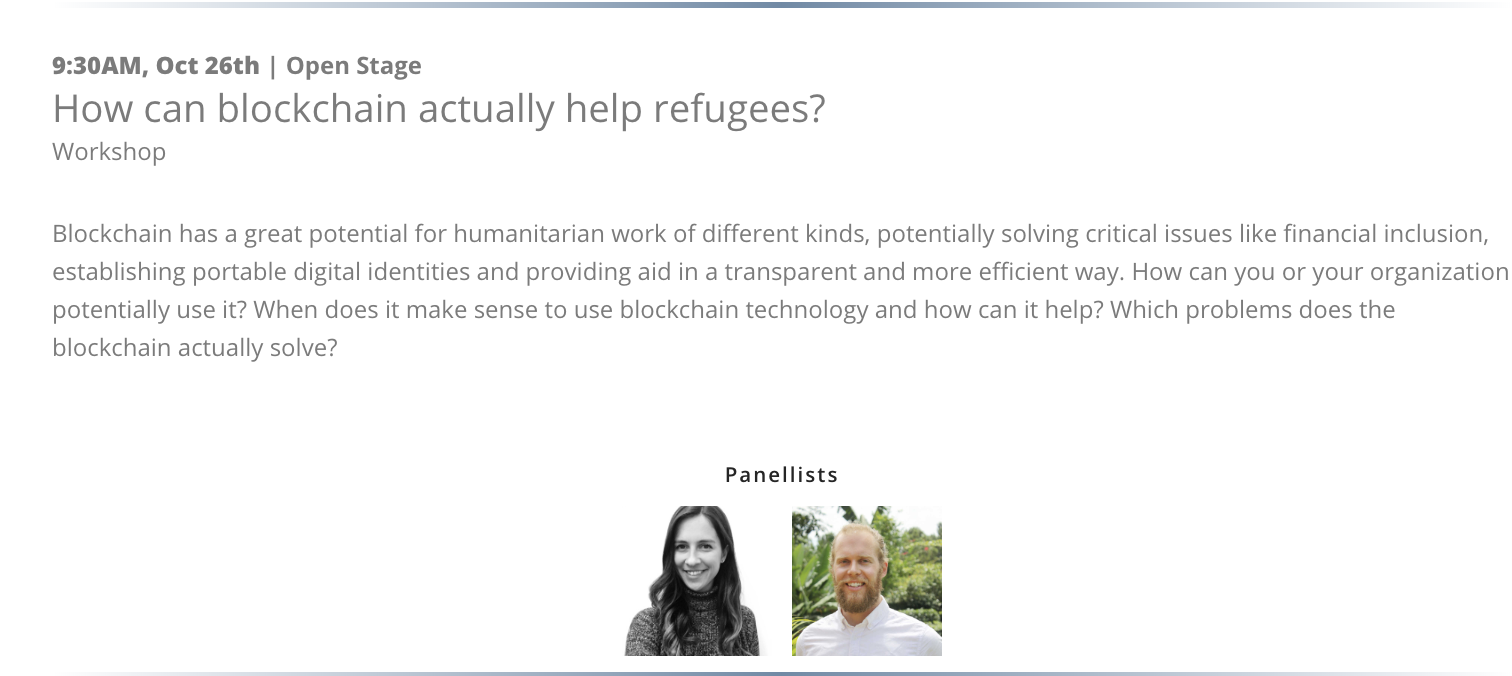 9:30AM, Oct 26th | Open Stage
How can blockchain actually help refugees?
Workshop
Blockchain has a great potential for humanitarian work of different kinds, potentially solving critical issues like financial inclusion,
establishing portable digital identities and providing aid in a transparent and more efficient way. How can you or your organization
potentially use it? When does it make sense to use blockchain technology and how can it help? Which problems does the
blockchain actually solve?
Panellists